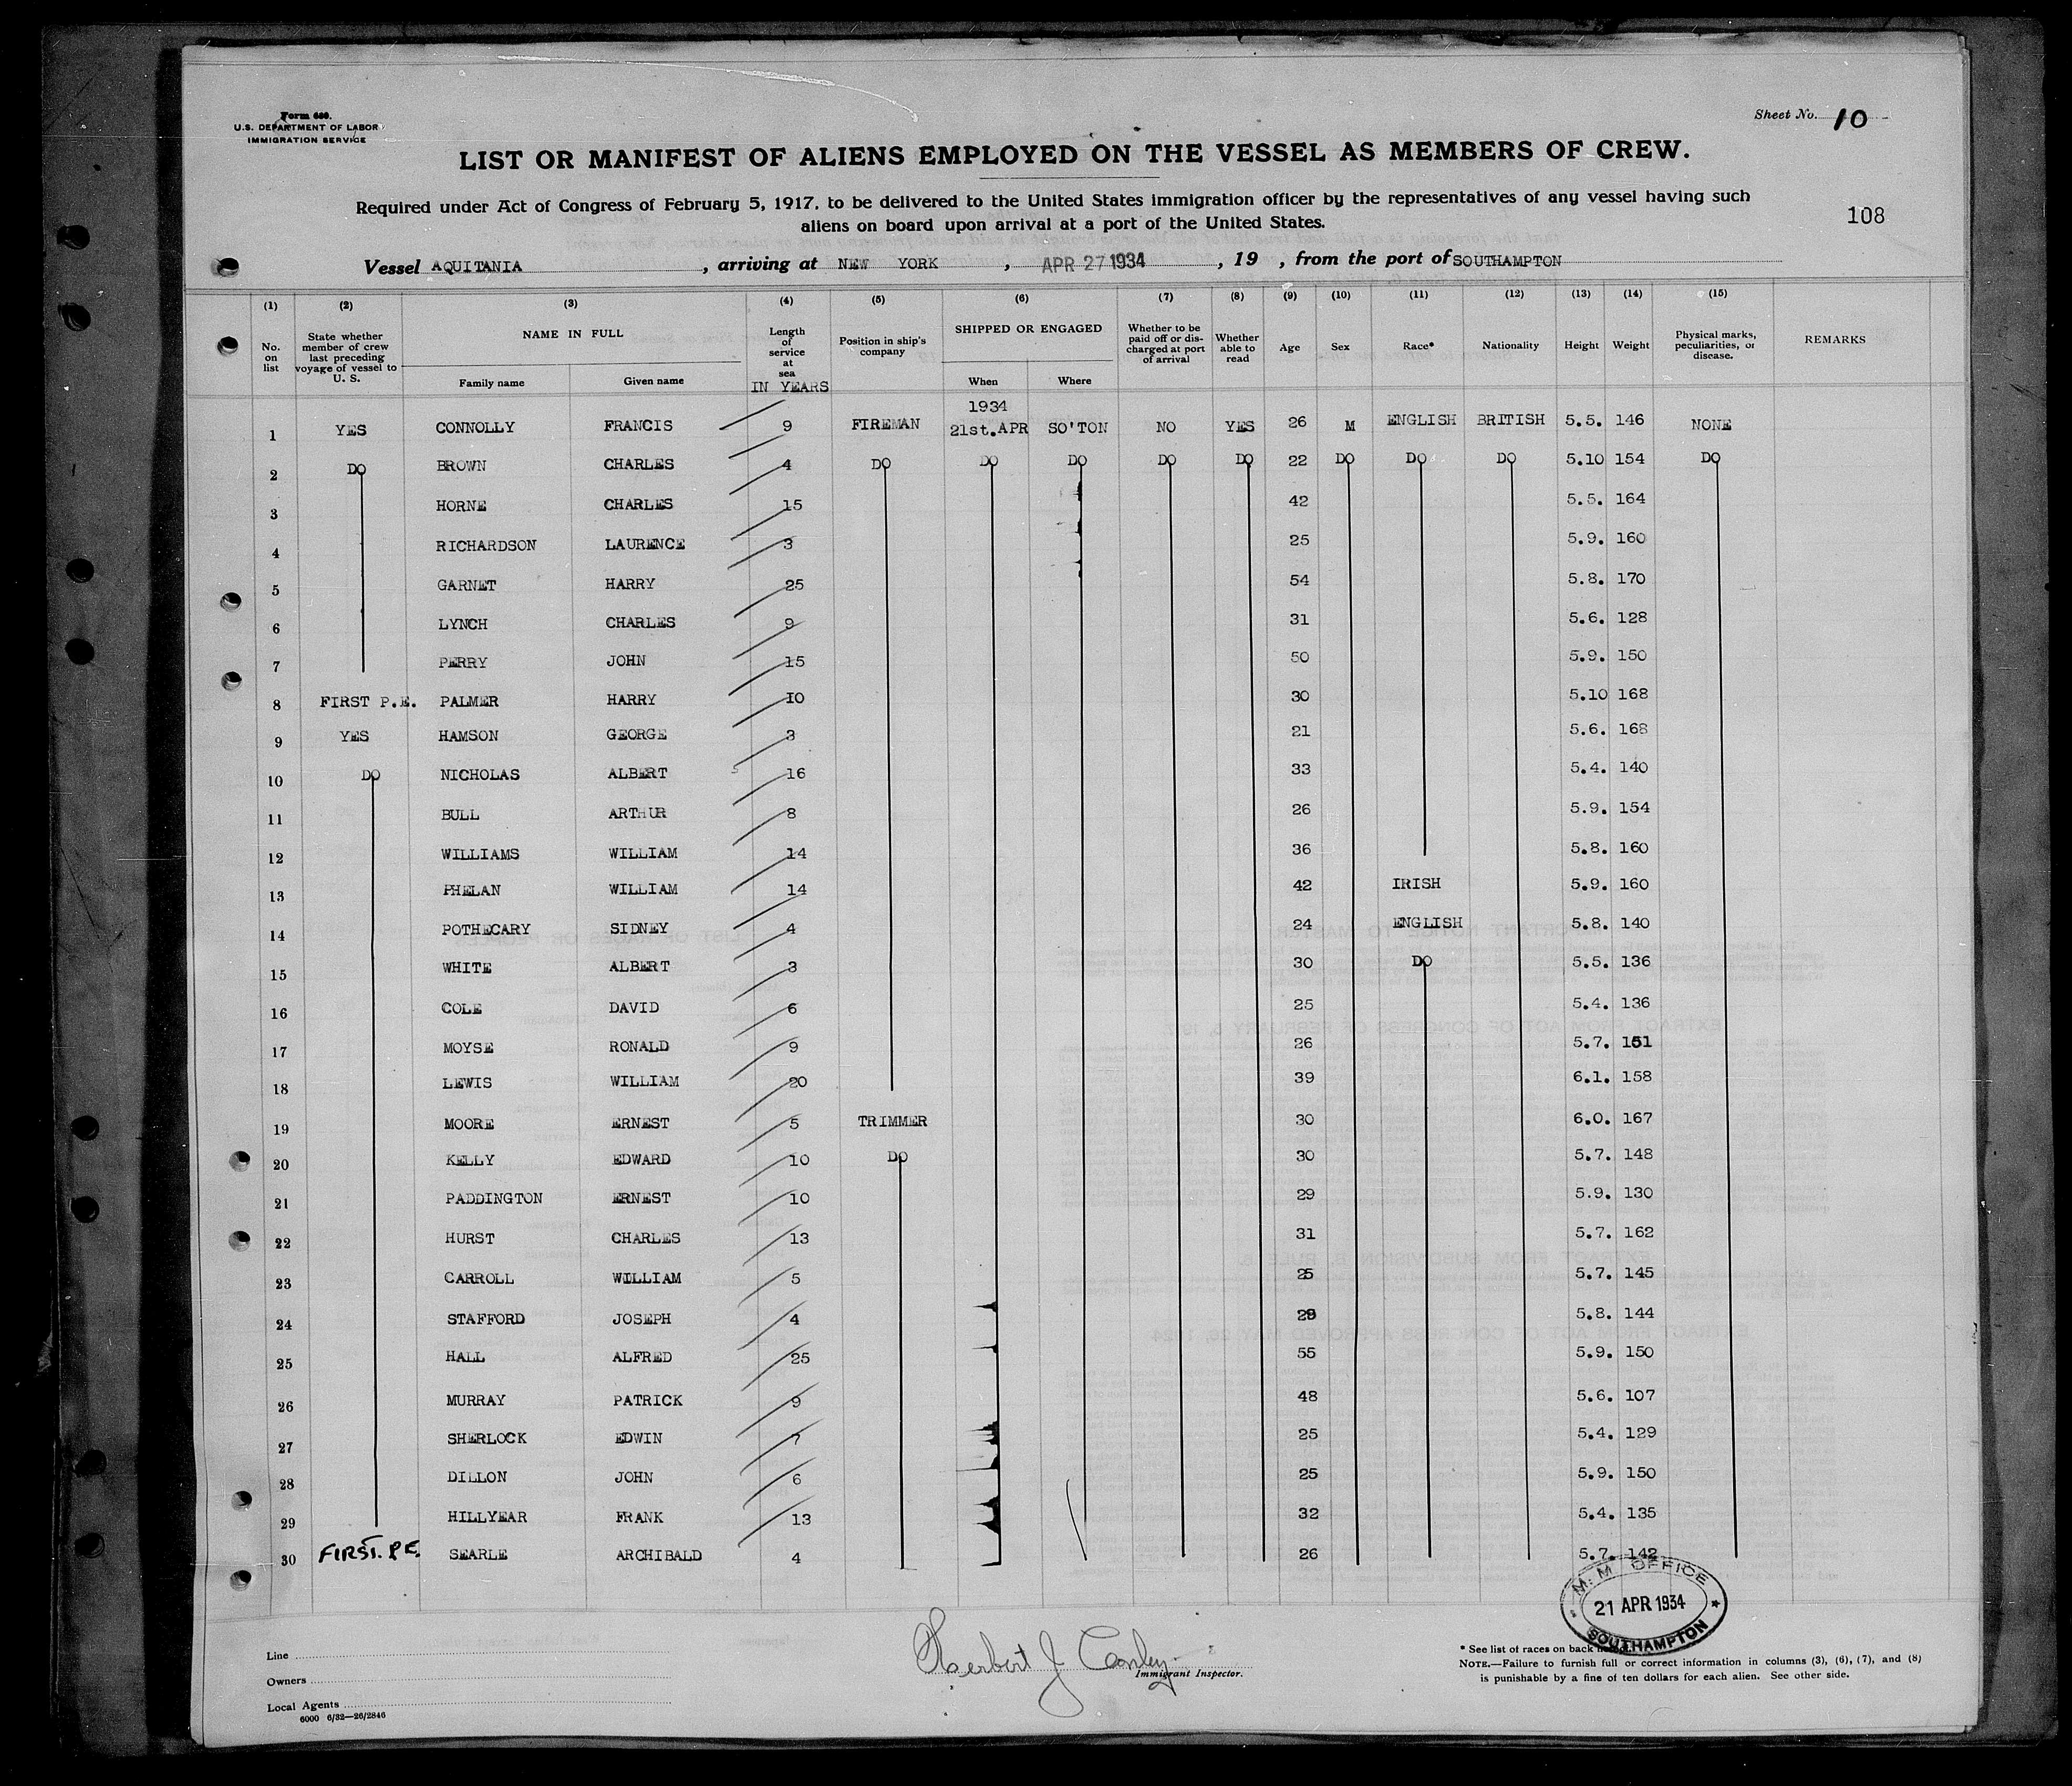 Form 680.
U.S. DEPARTMENT OF LABOR
IMMIGRATION SERVICE
Sheet No. 10
LIST OR MANIFEST OF ALIENS EMPLOYED ON THE VESSEL AS MEMBERS OF CREW.
Required under Act of Congress of February 5, 1917, to be delivered to the United States immigration officer by the representatives of any vessel having such
aliens on board upon arrival at a port of the United States.
108
Vessel AQUITANIA, arriving at NEW YORK, APR 27 1934, 19 , from the port of SOUTHAMPTON
(1) (2) (3) (4) (5) (6) (7) (8) (9) (10) (11) (12) (13) (14) (15)
No. on list
State whether member of crew last preceding voyage of vessel to U. S.
NAME IN FULL
Family name Given name
Length of service at sea IN YEARS
Position in ship's company
SHIPPED OR ENGAGED
When Where
Whether to be paid off or discharged at port of arrival
Whether able to read
Age
Sex
Race*
Nationality
Height
Weight
Physical marks, peculiarities, or disease.
REMARKS
1934
1 YES CONNOLLY FRANCIS 9 FIREMAN 21st.APR SO'TON NO YES 26 M ENGLISH BRITISH 5.5. 146 NONE
2 DO BROWN CHARLES 4 DO DO DO DO DO 22 DO DO DO 5.10 154 DO
3 HORNE CHARLES 15 42 5.5. 164
4 RICHARDSON LAURENCE 3 25 5.9. 160
5 GARNET HARRY 25 54 5.8. 170
6 LYNCH CHARLES 9 31 5.6. 128
7 PERRY JOHN 15 50 5.9. 150
8 FIRST P.E. PALMER HARRY 10 30 5.10 168
9 YES HAMSON GEORGE 3 21 5.6. 168
10 DO NICHOLAS ALBERT 16 33 5.4. 140
11 BULL ARTHUR 8 26 5.9. 154
12 WILLIAMS WILLIAM 14 36 5.8. 160
13 PHELAN WILLIAM 14 42 IRISH 5.9. 160
14 POTHECARY SIDNEY 4 24 ENGLISH 5.8. 140
15 WHITE ALBERT 3 30 DO 5.5. 136
16 COLE DAVID 6 25 5.4. 136
17 MOYSE RONALD 9 26 5.7. 151
18 LEWIS WILLIAM 20 39 6.1. 158
19 MOORE ERNEST 5 TRIMMER 30 6.0. 167
20 KELLY EDWARD 10 DO 30 5.7. 148
21 PADDINGTON ERNEST 10 29 5.9. 130
22 HURST CHARLES 13 31 5.7. 162
23 CARROLL WILLIAM 5 25 5.7. 145
24 STAFFORD JOSEPH 4 5.8. 144
25 HALL ALFRED 25 55 5.9. 150
26 MURRAY PATRICK 9 48 5.6. 107
27 SHERLOCK EDWIN 7 25 5.4. 129
28 DILLON JOHN 6 25 5.9. 150
29 HILLYEAR FRANK 13 32 5.4. 135
30 FIRST. P.E. SEARLE ARCHIBALD 4 26 5.7. 142
M. M. OFFICE
21 APR 1934
SOUTHAMPTON
Line
Owners
Local Agents
6000 6/32—26/2846
Herbert J
Immigrant Inspector.
* See list of races on back
NOTE.—Failure to furnish full or correct information in columns (3), (6), (7), and (8)
is punishable by a fine of ten dollars for each alien. See other side.